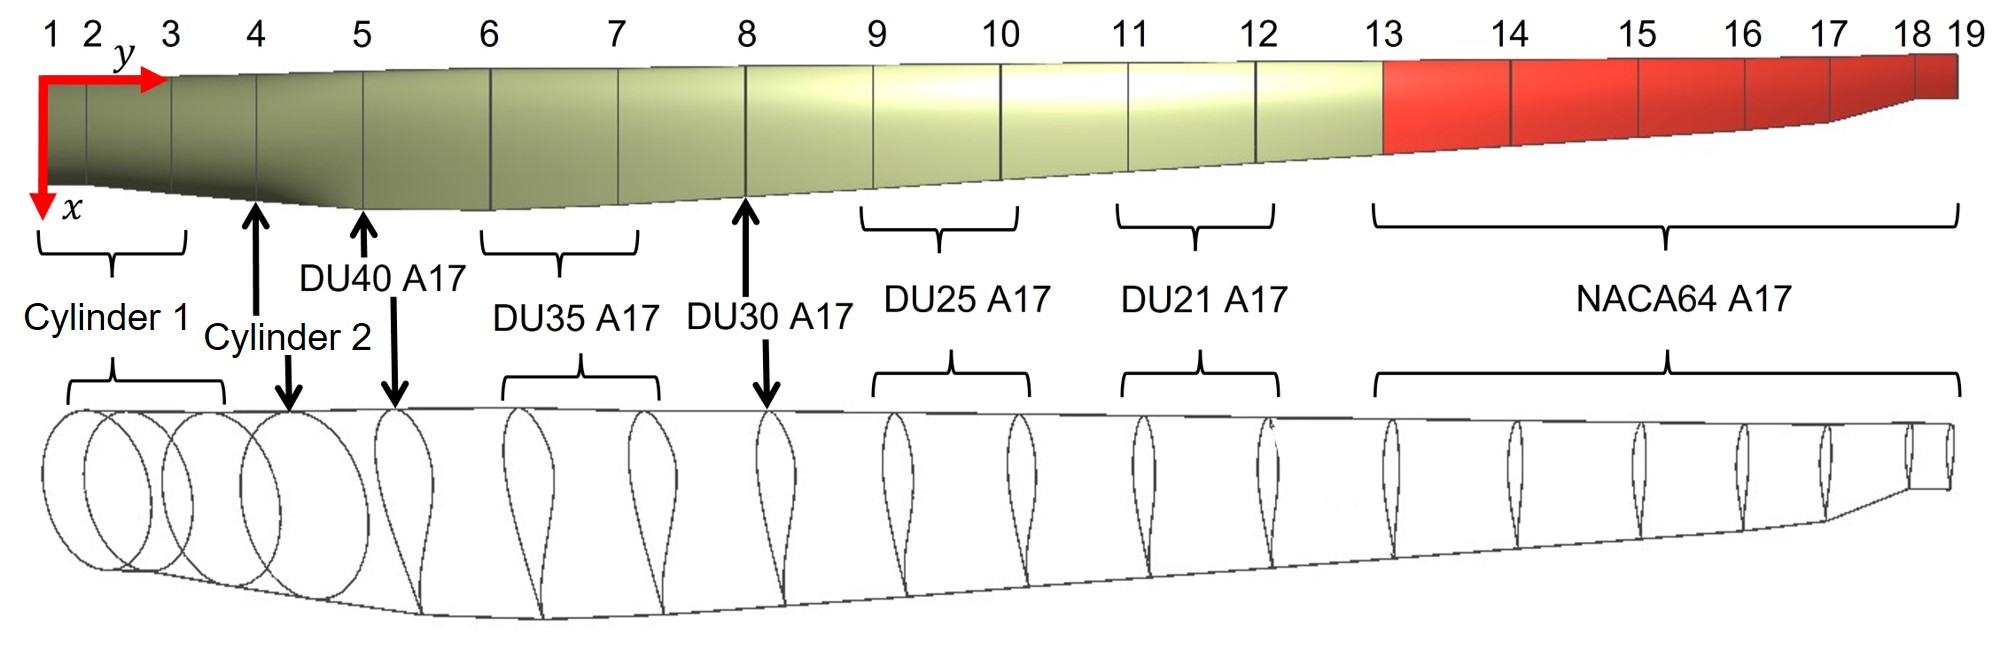 1 2 3 4 5 6 7 8 9 10 11 12 13 14 15 16 17 18 19
y
x
DU40 A17
Cylinder 1
Cylinder 2
DU35 A17
DU30 A17
DU25 A17
DU21 A17
NACA64 A17